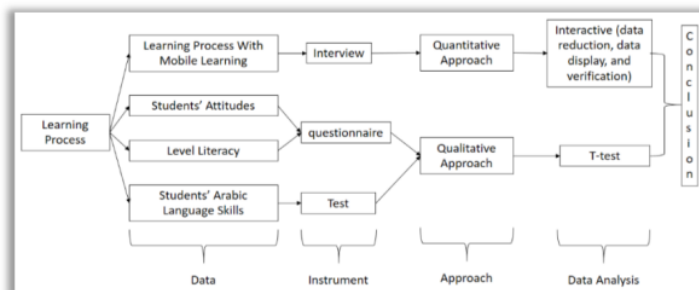 Learning Process With
Mobile Learning
Interview
Quantitative
Approach
Interactive (data
reduction, data
display, and
verification)
Conclusion
Students' Attitudes
Learning
Process
questionnaire
Level Literacy
Qualitative
Approach
T-test
Students' Arabic
Language Skills
Test
Data
Instrument
Approach
Data Analysis